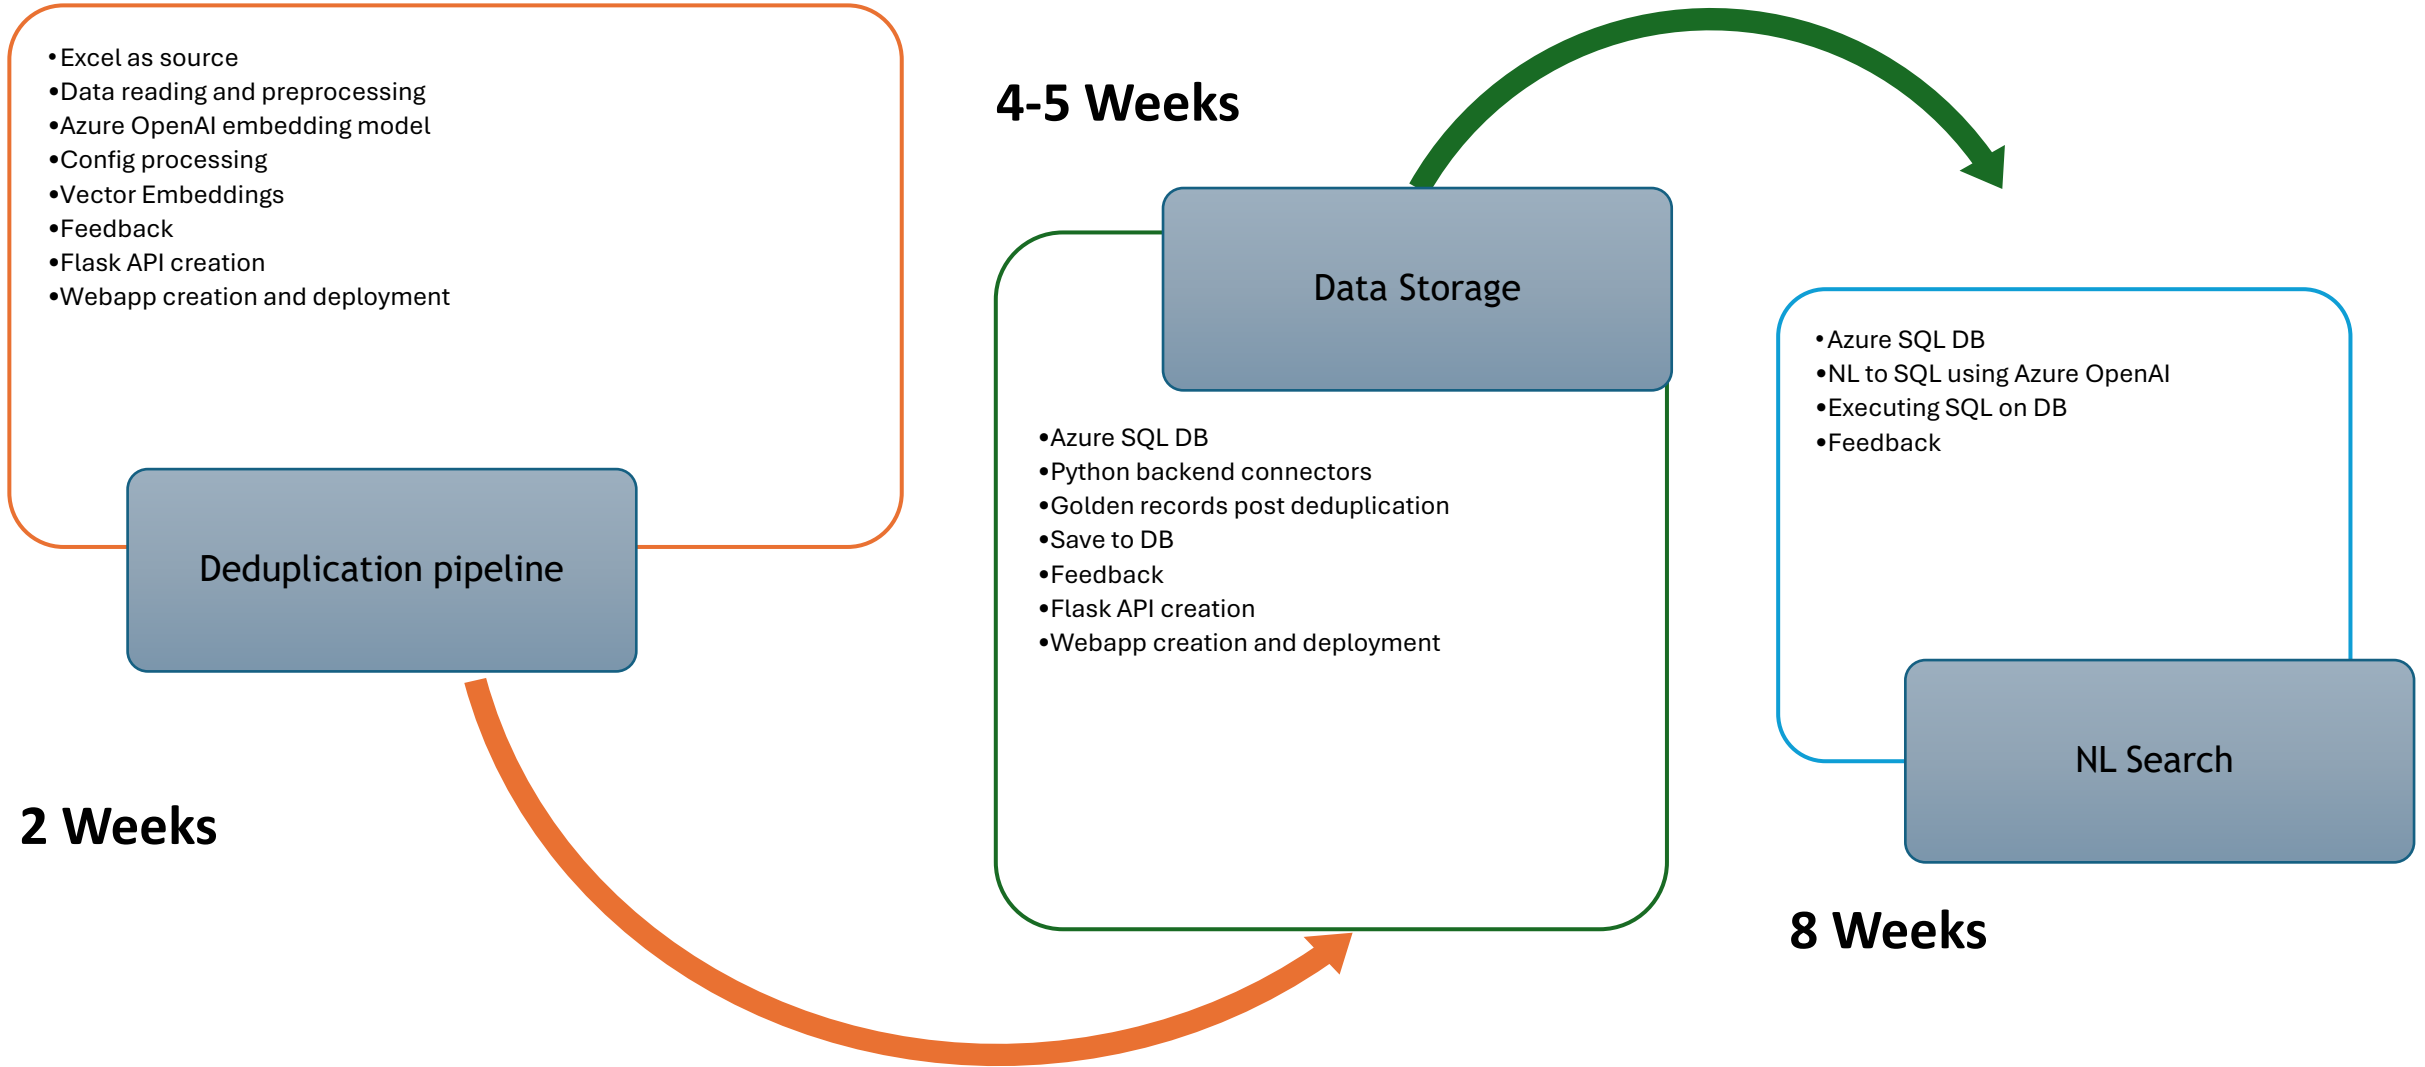 •Excel as source
•Data reading and preprocessing
•Azure OpenAI embedding model
•Config processing
•Vector Embeddings
•Feedback
•Flask API creation
•Webapp creation and deployment
Deduplication pipeline
2 Weeks
4-5 Weeks
Data Storage
•Azure SQL DB
•Python backend connectors
•Golden records post deduplication
•Save to DB
•Feedback
•Flask API creation
•Webapp creation and deployment
•Azure SQL DB
•NL to SQL using Azure OpenAI
•Executing SQL on DB
•Feedback
NL Search
8 Weeks